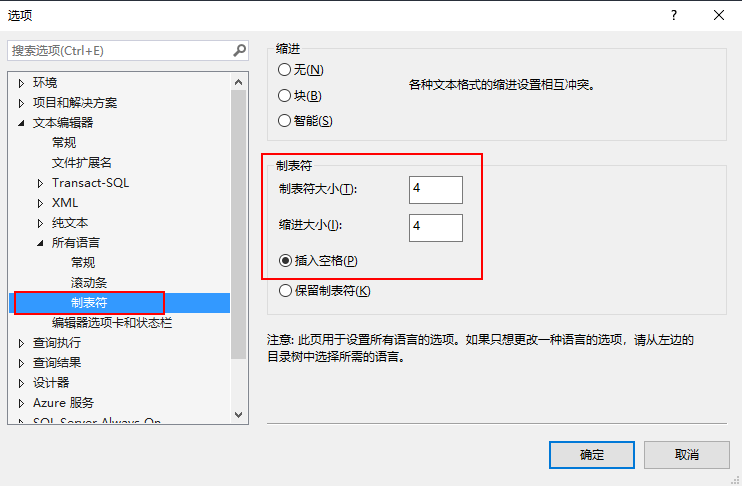 选项
搜索选项(Ctrl+E)
环境
项目和解决方案
文本编辑器
常规
文件扩展名
Transact-SQL
XML
纯文本
所有语言
常规
滚动条
制表符
编辑器选项卡和状态栏
查询执行
查询结果
设计器
Azure 服务
SQL Server Always On
缩进
无(N)
块(B)
智能(S)
各种文本格式的缩进设置相互冲突。
制表符
制表符大小(T):
4
缩进大小(I):
4
插入空格(P)
保留制表符(K)
注意: 此页用于设置所有语言的选项。如果只想更改一种语言的选项，请从左边的
目录树中选择所需的语言。
确定
取消